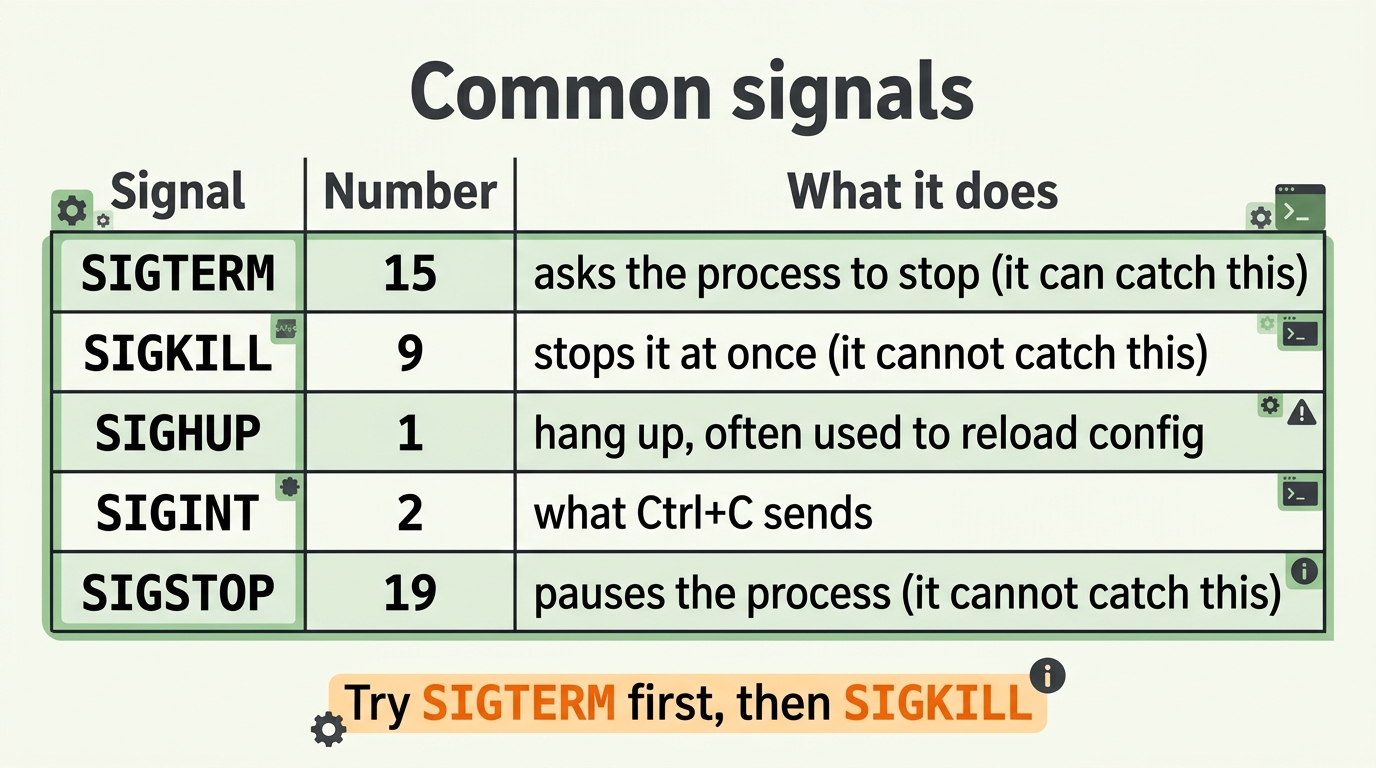 Common signals
Signal Number What it does
SIGTERM 15 asks the process to stop (it can catch this)
SIGKILL 9 stops it at once (it cannot catch this)
SIGHUP 1 hang up, often used to reload config
SIGINT 2 what Ctrl+C sends
SIGSTOP 19 pauses the process (it cannot catch this)
Try SIGTERM first, then SIGKILL